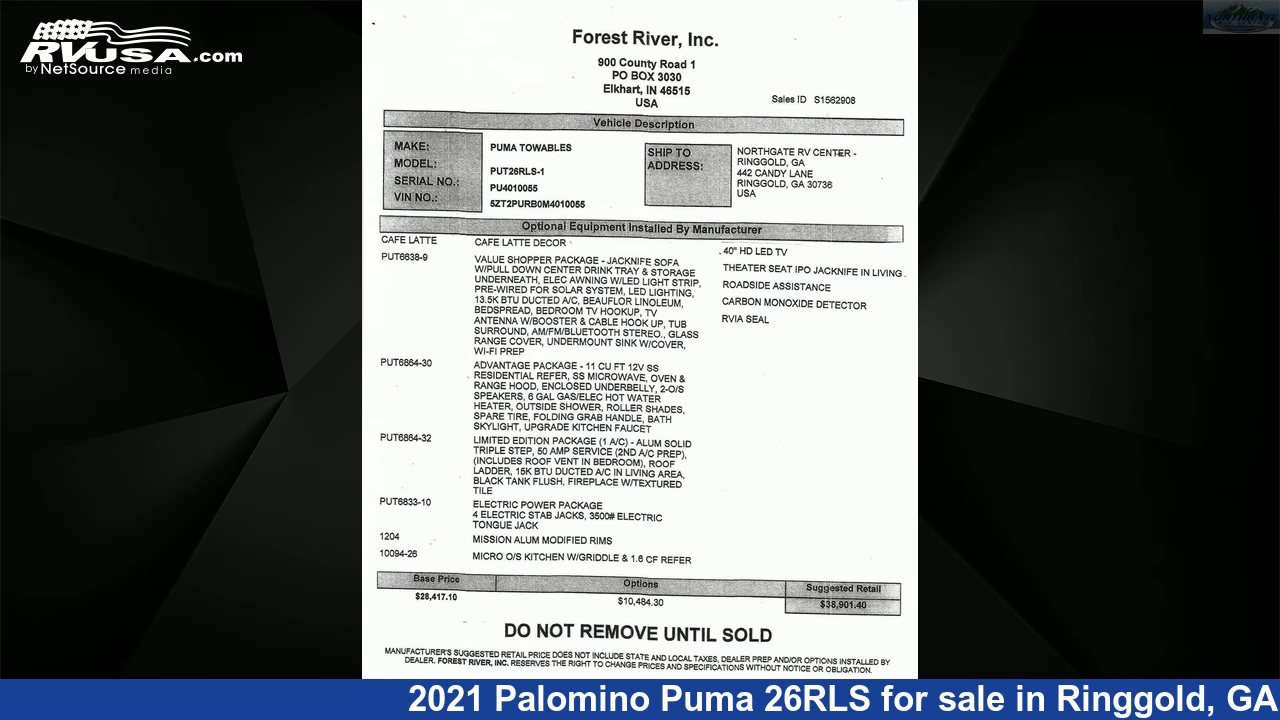 RVUSA.com
by NetSource media
Forest River, Inc.
900 County Road 1
PO BOX 3030
Elkhart, IN 46515
USA
Sales ID S1562908
Vehicle Description
MAKE: PUMA TOWABLES
MODEL: PUT26RLS-1
SERIAL NO.: PU4010055
VIN NO.: 5ZT2PURB0M4010055
SHIP TO
ADDRESS:
NORTHGATE RV CENTER -
RINGGOLD, GA
442 CANDY LANE
RINGGOLD, GA 30736
USA
Optional Equipment Installed By Manufacturer
CAFE LATTE CAFE LATTE DECOR
PUT6638-9 VALUE SHOPPER PACKAGE - JACKNIFE SOFA
W/PULL DOWN CENTER DRINK TRAY & STORAGE
UNDERNEATH, ELEC AWNING W/LED LIGHT STRIP,
PRE-WIRED FOR SOLAR SYSTEM, LED LIGHTING,
13.5K BTU DUCTED A/C, BEAUFLOR LINOLEUM,
BEDSPREAD, BEDROOM TV HOOKUP, TV
ANTENNA W/BOOSTER & CABLE HOOK UP, TUB
SURROUND, AM/FM/BLUETOOTH STEREO., GLASS
RANGE COVER, UNDERMOUNT SINK W/COVER,
WI-FI PREP
PUT6864-30 ADVANTAGE PACKAGE - 11 CU FT 12V SS
RESIDENTIAL REFER, SS MICROWAVE, OVEN &
RANGE HOOD, ENCLOSED UNDERBELLY, 2-O/S
SPEAKERS, 6 GAL GAS/ELEC HOT WATER
HEATER, OUTSIDE SHOWER, ROLLER SHADES,
SPARE TIRE, FOLDING GRAB HANDLE, BATH
SKYLIGHT, UPGRADE KITCHEN FAUCET
PUT6864-32 LIMITED EDITION PACKAGE (1 A/C) - ALUM SOLID
TRIPLE STEP, 50 AMP SERVICE (2ND A/C PREP),
(INCLUDES ROOF VENT IN BEDROOM), ROOF
LADDER, 15K BTU DUCTED A/C IN LIVING AREA,
BLACK TANK FLUSH, FIREPLACE W/TEXTURED
TILE
PUT6833-10 ELECTRIC POWER PACKAGE
4 ELECTRIC STAB JACKS, 3500# ELECTRIC
TONGUE JACK
1204 MISSION ALUM MODIFIED RIMS
10094-26 MICRO O/S KITCHEN W/GRIDDLE & 1.6 CF REFER
40" HD LED TV
THEATER SEAT IPO JACKNIFE IN LIVING
ROADSIDE ASSISTANCE
CARBON MONOXIDE DETECTOR
RVIA SEAL
Base Price Options Suggested Retail
$28,417.10 $10,484.30 $38,901.40
DO NOT REMOVE UNTIL SOLD
MANUFACTURER'S SUGGESTED RETAIL PRICE DOES NOT INCLUDE STATE AND LOCAL TAXES, DEALER PREP AND/OR OPTIONS INSTALLED BY
DEALER. FOREST RIVER, INC. RESERVES THE RIGHT TO CHANGE PRICES AND SPECIFICATIONS WITHOUT NOTICE OR OBLIGATION.
2021 Palomino Puma 26RLS for sale in Ringgold, GA